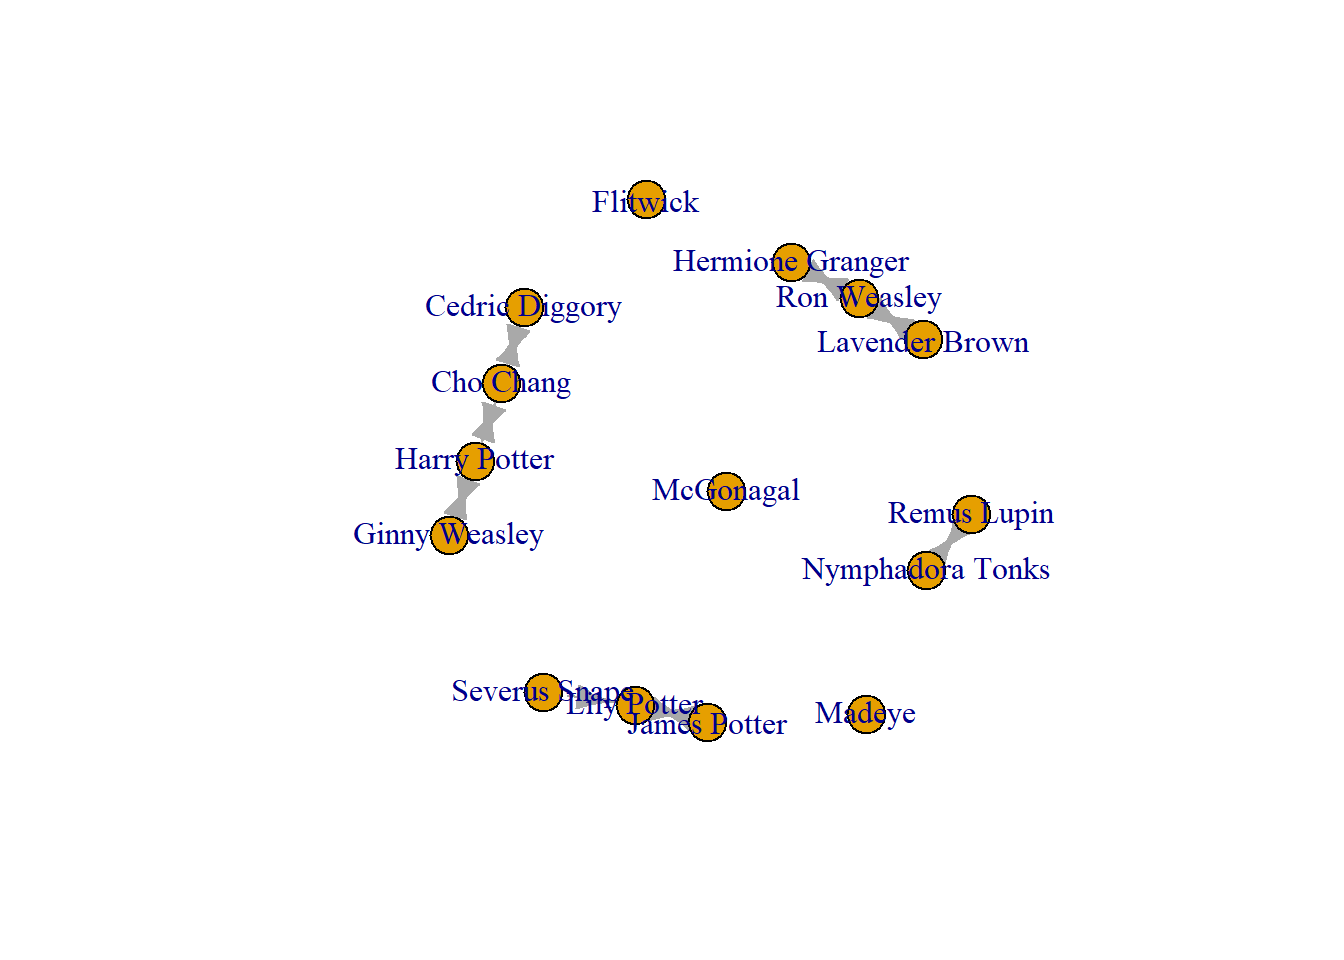 Flitwick
Hermione Granger
Ron Weasley
Cedric Diggory
Lavender Brown
Cho Chang
Harry Potter
McGonagal
Remus Lupin
Ginny Weasley
Nymphadora Tonks
Severus Snape
Lily Potter
James Potter
Madeye